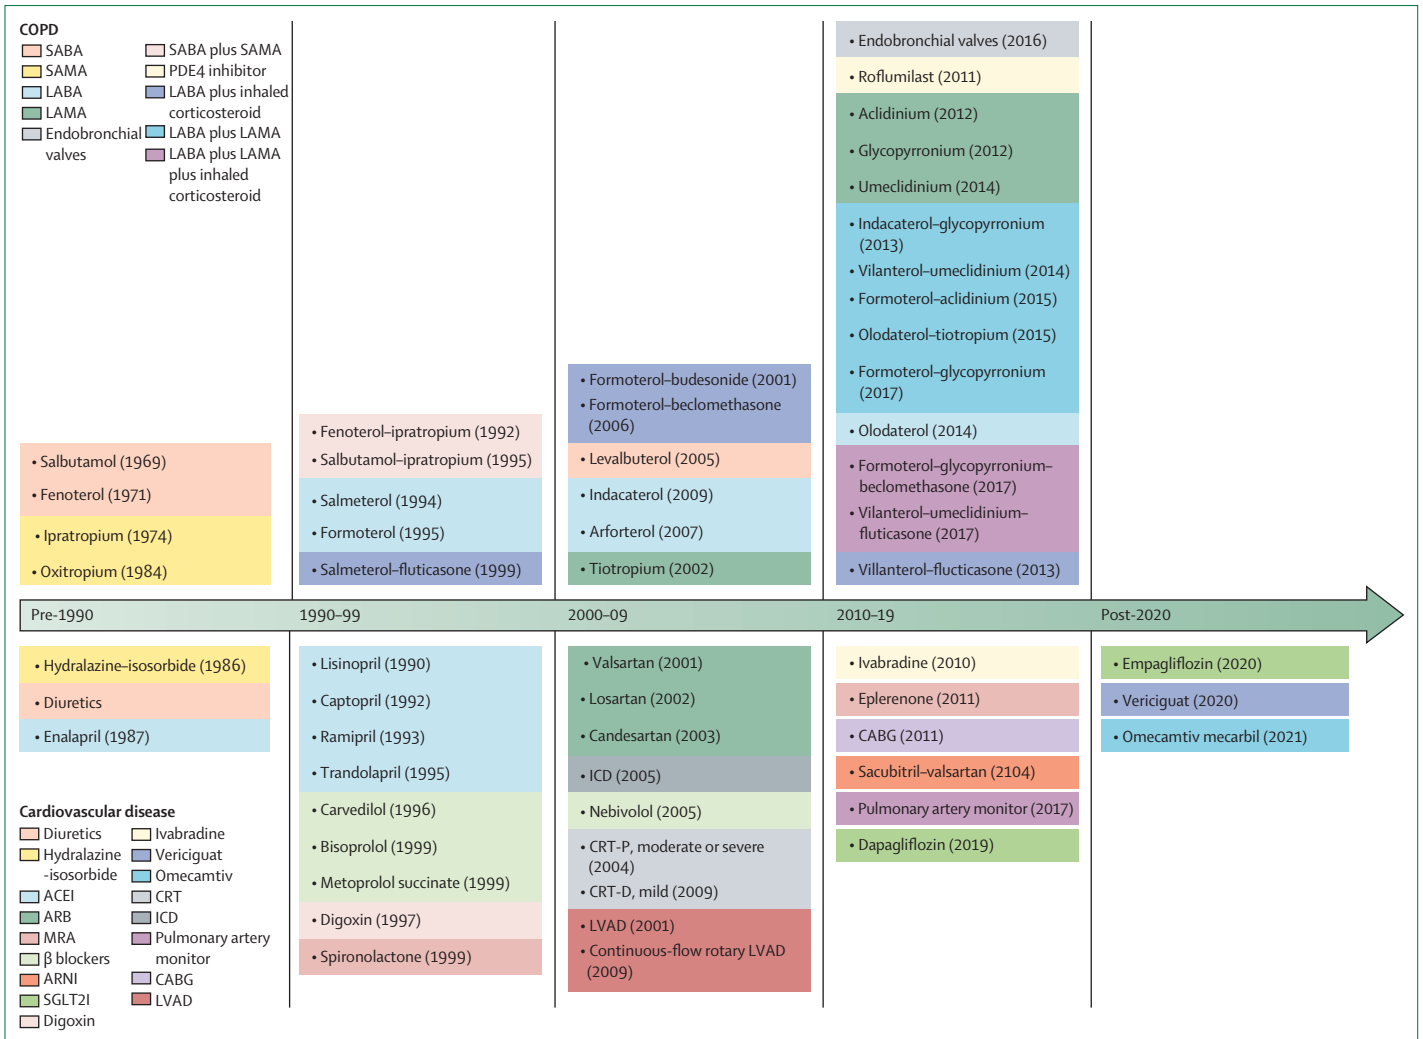 COPD
SABA
SAMA
LABA
LAMA
Endobronchial
valves
SABA plus SAMA
PDE4 inhibitor
LABA plus inhaled
corticosteroid
LABA plus LAMA
LABA plus LAMA
plus inhaled
corticosteroid
• Salbutamol (1969)
• Fenoterol (1971)
• Ipratropium (1974)
• Oxitropium (1984)
• Fenoterol–ipratropium (1992)
• Salbutamol–ipratropium (1995)
• Salmeterol (1994)
• Formoterol (1995)
• Salmeterol–fluticasone (1999)
• Formoterol–budesonide (2001)
• Formoterol–beclomethasone
(2006)
• Levalbuterol (2005)
• Indacaterol (2009)
• Arforterol (2007)
• Tiotropium (2002)
• Endobronchial valves (2016)
• Roflumilast (2011)
• Aclidinium (2012)
• Glycopyrronium (2012)
• Umeclidinium (2014)
• Indacaterol–glycopyrronium
(2013)
• Vilanterol–umeclidinium (2014)
• Formoterol–aclidinium (2015)
• Olodaterol–tiotropium (2015)
• Formoterol–glycopyrronium
(2017)
• Olodaterol (2014)
• Formoterol–glycopyrronium–
beclomethasone (2017)
• Vilanterol–umeclidinium–
fluticasone (2017)
• Villanterol–flucticasone (2013)
Pre-1990
1990–99
2000–09
2010–19
Post-2020
• Hydralazine–isosorbide (1986)
• Diuretics
• Enalapril (1987)
• Lisinopril (1990)
• Captopril (1992)
• Ramipril (1993)
• Trandolapril (1995)
• Carvedilol (1996)
• Bisoprolol (1999)
• Metoprolol succinate (1999)
• Digoxin (1997)
• Spironolactone (1999)
• Valsartan (2001)
• Losartan (2002)
• Candesartan (2003)
• ICD (2005)
• Nebivolol (2005)
• CRT-P, moderate or severe
(2004)
• CRT-D, mild (2009)
• LVAD (2001)
• Continuous-flow rotary LVAD
(2009)
• Ivabradine (2010)
• Eplerenone (2011)
• CABG (2011)
• Sacubitril–valsartan (2104)
• Pulmonary artery monitor (2017)
• Dapagliflozin (2019)
• Empagliflozin (2020)
• Vericiguat (2020)
• Omecamtiv mecarbil (2021)
Cardiovascular disease
Diuretics
Hydralazine
-isosorbide
ACEI
ARB
MRA
β blockers
ARNI
SGLT2I
Digoxin
Ivabradine
Vericiguat
Omecamtiv
CRT
ICD
Pulmonary artery
monitor
CABG
LVAD